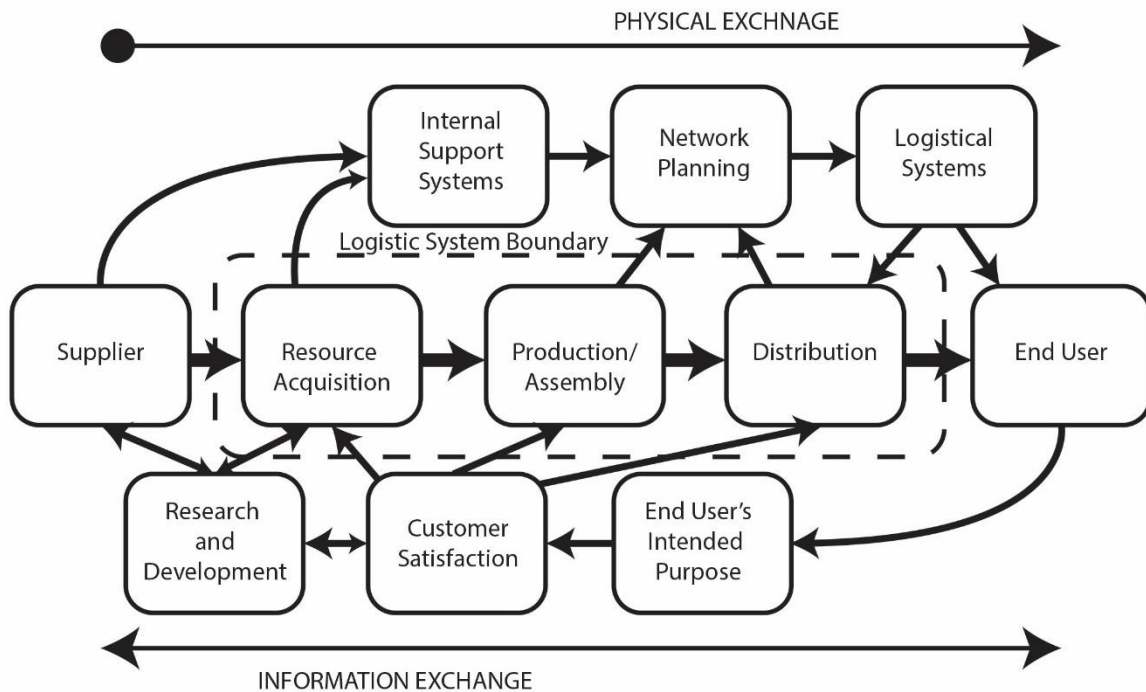 PHYSICAL EXCHNAGE
Internal
Support
Systems
Network
Planning
Logistical
Systems
Logistic System Boundary
Supplier
Resource
Acquisition
Production/
Assembly
Distribution
End User
Research
and
Development
Customer
Satisfaction
End User's
Intended
Purpose
INFORMATION EXCHANGE